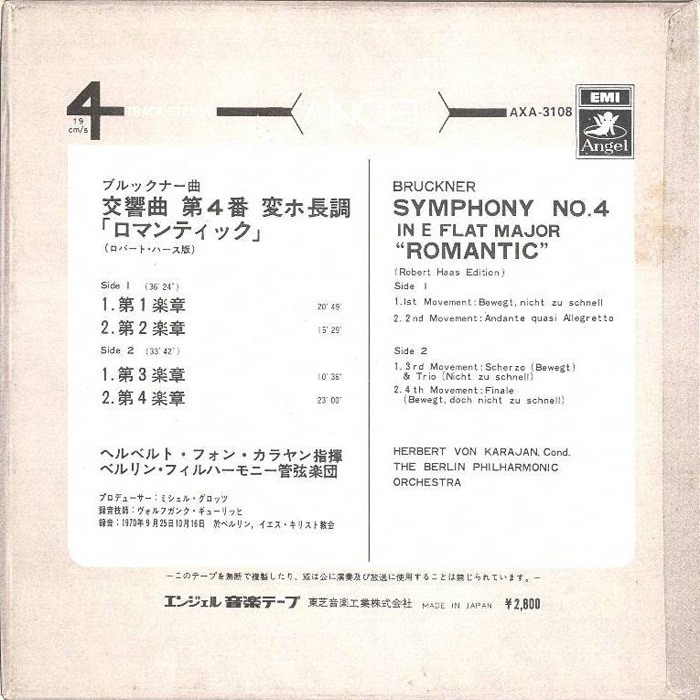 4
19
cm/s
AXA-3108
EMI
Angel
ブルックナー曲
交響曲 第4番 変ホ長調
「ロマンティック」
(ロバート・ハース版)
Side 1 (36′24″)
1.第1楽章 20′49″
2.第2楽章 15′29″
Side 2 (33′42″)
1.第3楽章 10′36″
2.第4楽章 23′00″
ヘルベルト・フォン・カラヤン指揮
ベルリン・フィルハーモニー管弦楽団
プロデューサー:ミシェル・グロッツ
録音技師:ヴォルフガンク・ギューリッヒ
録音:1970年9月25日10月16日 於ベルリン,イエス・キリスト教会
BRUCKNER
SYMPHONY NO.4
IN E FLAT MAJOR
“ROMANTIC”
(Robert Haas Edition)
Side 1
1.1st Movement:Bewegt, nicht zu schnell
2.2nd Movement:Andante quasi Allegretto
Side 2
1.3rd Movement:Scherzo (Bewegt)
& Trio (Nicht zu schnell)
2.4th Movement:Finale
(Bewegt, doch nicht zu schnell)
HERBERT VON KARAJAN, Cond.
THE BERLIN PHILHARMONIC
ORCHESTRA
−このテープを無断で複製したり、或は公に演奏及び放送に使用することは禁じられています。−
エンジェル 音楽テープ 東芝音楽工業株式会社 MADE IN JAPAN ¥2,800